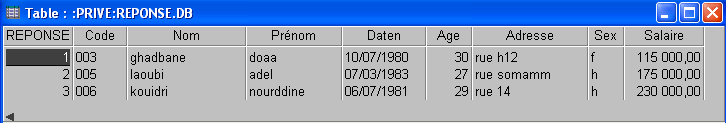 Table : :PRIVE:REPONSE.DB
REPONSE Code Nom Prénom Daten Age Adresse Sex Salaire
1 003 ghadbane doaa 10/07/1980 30 rue h12 f 115 000,00
2 005 laoubi adel 07/03/1983 27 rue somamm h 175 000,00
3 006 kouidri nourddine 06/07/1981 29 rue 14 h 230 000,00